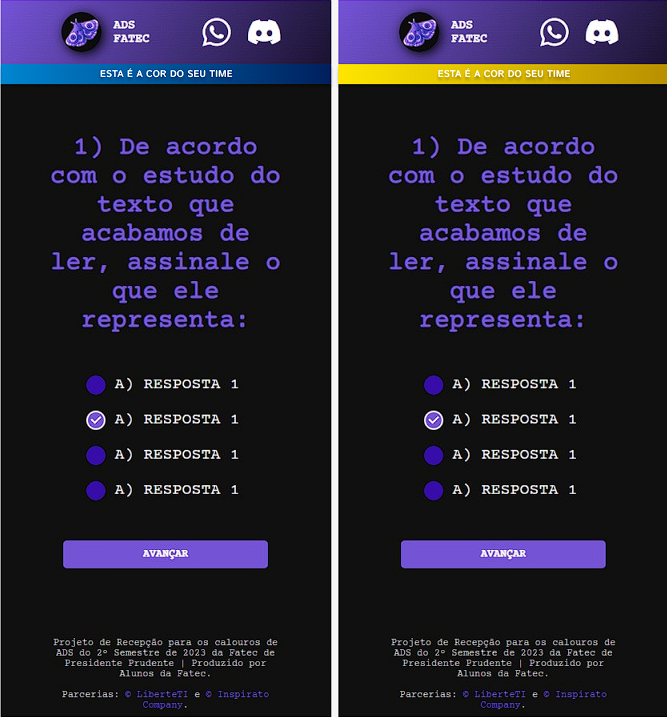 ADS
FATEC
ESTA É A COR DO SEU TIME
1) De acordo
com o estudo do
texto que
acabamos de
ler, assinale o
que ele
representa:
A) RESPOSTA 1
A) RESPOSTA 1
A) RESPOSTA 1
A) RESPOSTA 1
AVANÇAR
Projeto de Recepção para os calouros de
ADS do 2º Semestre de 2023 da Fatec de
Presidente Prudente | Produzido por
Alunos da Fatec.
Parcerias: © LiberteTI e © Inspirato
Company.
ADS
FATEC
ESTA É A COR DO SEU TIME
1) De acordo
com o estudo do
texto que
acabamos de
ler, assinale o
que ele
representa:
A) RESPOSTA 1
A) RESPOSTA 1
A) RESPOSTA 1
A) RESPOSTA 1
AVANÇAR
Projeto de Recepção para os calouros de
ADS do 2º Semestre de 2023 da Fatec de
Presidente Prudente | Produzido por
Alunos da Fatec.
Parcerias: © LiberteTI e © Inspirato
Company.